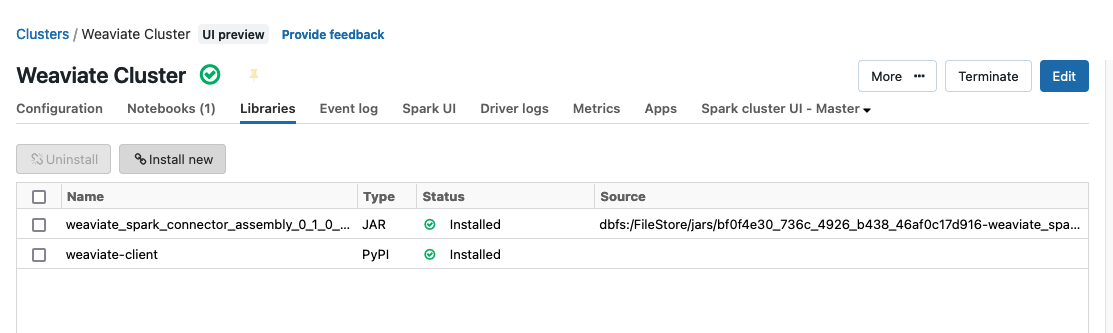 Clusters / Weaviate Cluster UI preview Provide feedback
Weaviate Cluster More ··· Terminate Edit
Configuration Notebooks (1) Libraries Event log Spark UI Driver logs Metrics Apps Spark cluster UI - Master
Uninstall Install new
Name Type Status Source
weaviate_spark_connector_assembly_0_1_0_... JAR Installed dbfs:/FileStore/jars/bf0f4e30_736c_4926_b438_46af0c17d916-weaviate_spa...
weaviate-client PyPI Installed